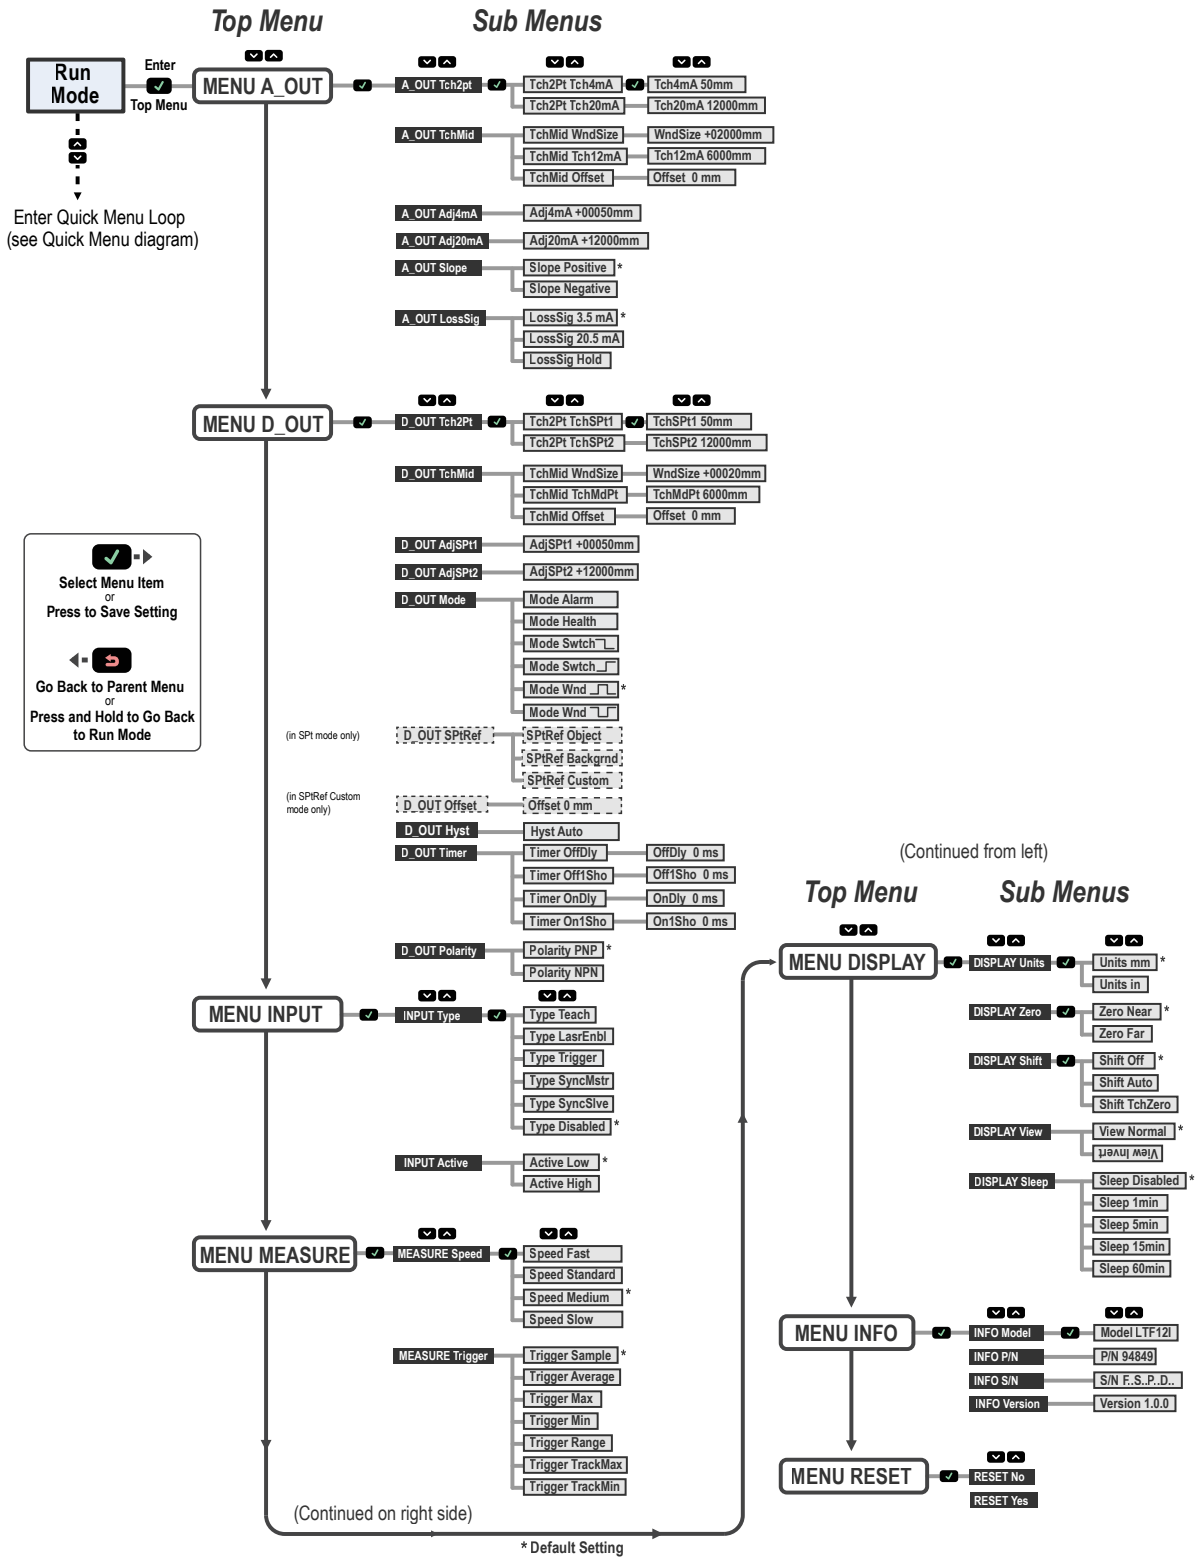 Top Menu
Sub Menus
Run Mode
Enter
Top Menu
Enter Quick Menu Loop
(see Quick Menu diagram)
MENU A_OUT
A_OUT Tch2pt
Tch2Pt Tch4mA
Tch4mA 50mm
Tch2Pt Tch20mA
Tch20mA 12000mm
A_OUT TchMid
TchMid WndSize
WndSize +02000mm
TchMid Tch12mA
Tch12mA 6000mm
TchMid Offset
Offset 0 mm
A_OUT Adj4mA
Adj4mA +00050mm
A_OUT Adj20mA
Adj20mA +12000mm
A_OUT Slope
Slope Positive *
Slope Negative
A_OUT LossSig
LossSig 3.5 mA *
LossSig 20.5 mA
LossSig Hold
MENU D_OUT
D_OUT Tch2Pt
Tch2Pt TchSPt1
TchSPt1 50mm
Tch2Pt TchSPt2
TchSPt2 12000mm
D_OUT TchMid
TchMid WndSize
WndSize +00020mm
TchMid TchMdPt
TchMdPt 6000mm
TchMid Offset
Offset 0 mm
D_OUT AdjSPt1
AdjSPt1 +00050mm
D_OUT AdjSPt2
AdjSPt2 +12000mm
D_OUT Mode
Mode Alarm
Mode Health
Mode Swtch
Mode Swtch
Mode Wnd *
Mode Wnd
(in SPt mode only)
D_OUT SPtRef
SPtRef Object
SPtRef Backgrnd
SPtRef Custom
(in SPtRef Custom
mode only)
D_OUT Offset
Offset 0 mm
D_OUT Hyst
Hyst Auto
D_OUT Timer
Timer OffDly
OffDly 0 ms
Timer Off1Sho
Off1Sho 0 ms
Timer OnDly
OnDly 0 ms
Timer On1Sho
On1Sho 0 ms
D_OUT Polarity
Polarity PNP *
Polarity NPN
Select Menu Item
or
Press to Save Setting
Go Back to Parent Menu
or
Press and Hold to Go Back
to Run Mode
MENU INPUT
INPUT Type
Type Teach
Type LasrEnbl
Type Trigger
Type SyncMstr
Type SyncSlve
Type Disabled *
INPUT Active
Active Low *
Active High
MENU MEASURE
MEASURE Speed
Speed Fast
Speed Standard
Speed Medium *
Speed Slow
MEASURE Trigger
Trigger Sample *
Trigger Average
Trigger Max
Trigger Min
Trigger Range
Trigger TrackMax
Trigger TrackMin
(Continued on right side)
* Default Setting
(Continued from left)
Top Menu
Sub Menus
MENU DISPLAY
DISPLAY Units
Units mm *
Units in
DISPLAY Zero
Zero Near *
Zero Far
DISPLAY Shift
Shift Off *
Shift Auto
Shift TchZero
DISPLAY View
View Normal *
View Invert
DISPLAY Sleep
Sleep Disabled *
Sleep 1min
Sleep 5min
Sleep 15min
Sleep 60min
MENU INFO
INFO Model
Model LTF12I
INFO P/N
P/N 94849
INFO S/N
S/N F..S..P..D..
INFO Version
Version 1.0.0
MENU RESET
RESET No
RESET Yes